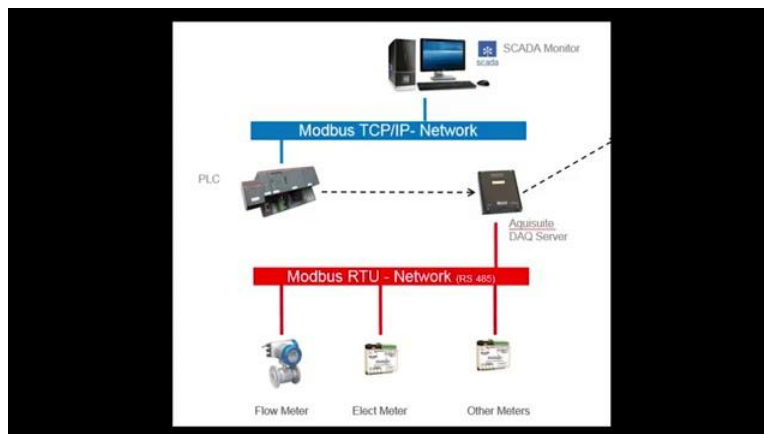 SCADA Monitor
scada
Modbus TCP/IP- Network
PLC
Aquisuite
DAQ Server
Modbus RTU - Network (RS 485)
Flow Meter
Elect Meter
Other Meters